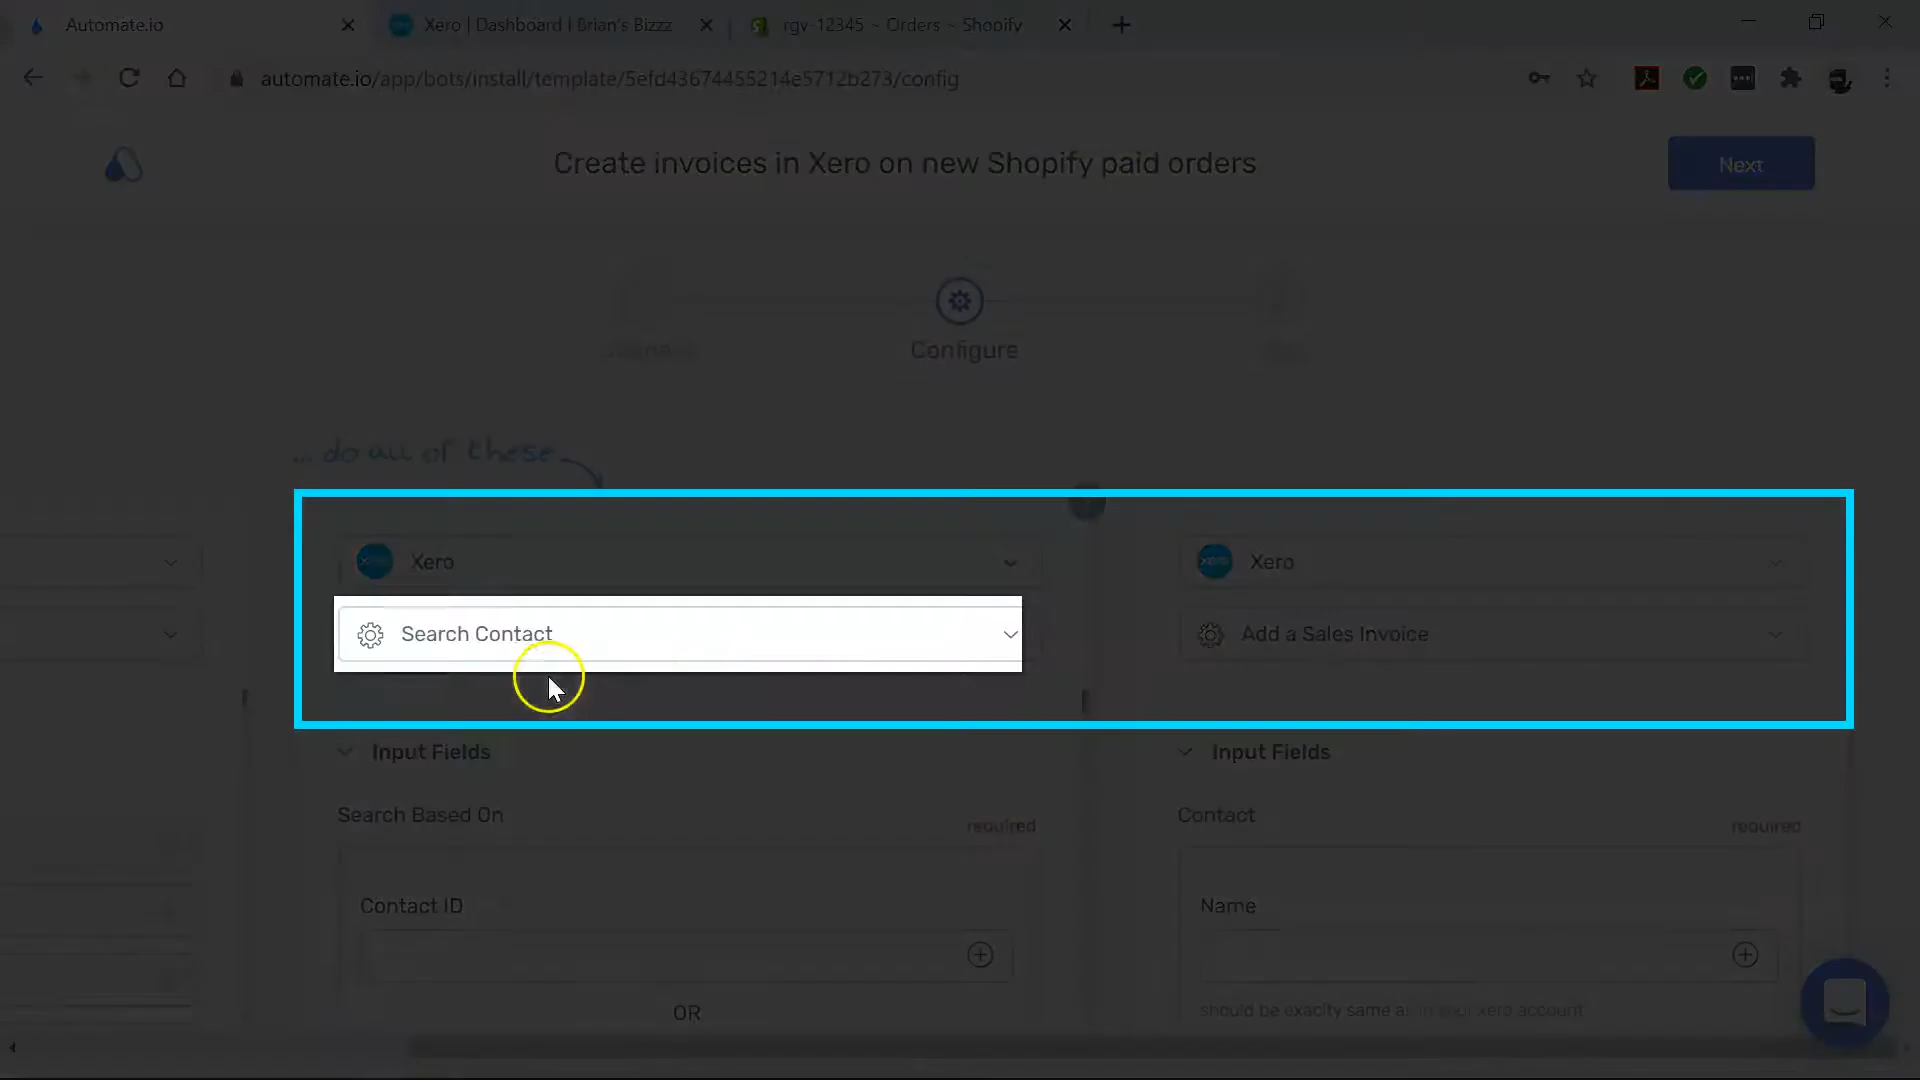 Automate.io
Xero | Dashboard | Brian's Bizzz
rgv-12345 ~ Orders ~ Shopify
automate.io/app/bots/install/template/5efd43674455214e5712b273/config
Create invoices in Xero on new Shopify paid orders
Next
Configure
... do all of these
Xero
Xero
Search Contact
Add a Sales Invoice
Input Fields
Input Fields
Search Based On
required
Contact
required
Contact ID
Name
OR
should be exaclty same as in your xero account